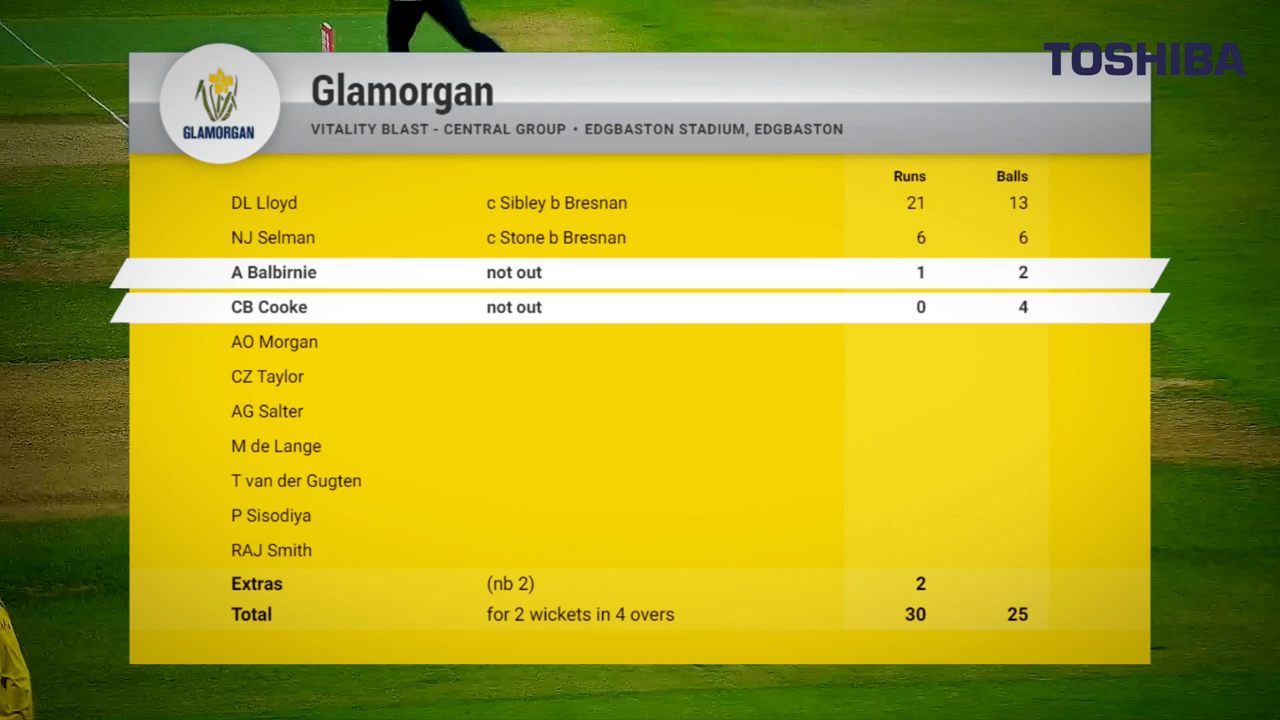 TOSHIBA
GLAMORGAN
Glamorgan
VITALITY BLAST - CENTRAL GROUP • EDGBASTON STADIUM, EDGBASTON
Runs Balls
DL Lloyd c Sibley b Bresnan 21 13
NJ Selman c Stone b Bresnan 6 6
A Balbirnie not out 1 2
CB Cooke not out 0 4
AO Morgan
CZ Taylor
AG Salter
M de Lange
T van der Gugten
P Sisodiya
RAJ Smith
Extras (nb 2) 2
Total for 2 wickets in 4 overs 30 25